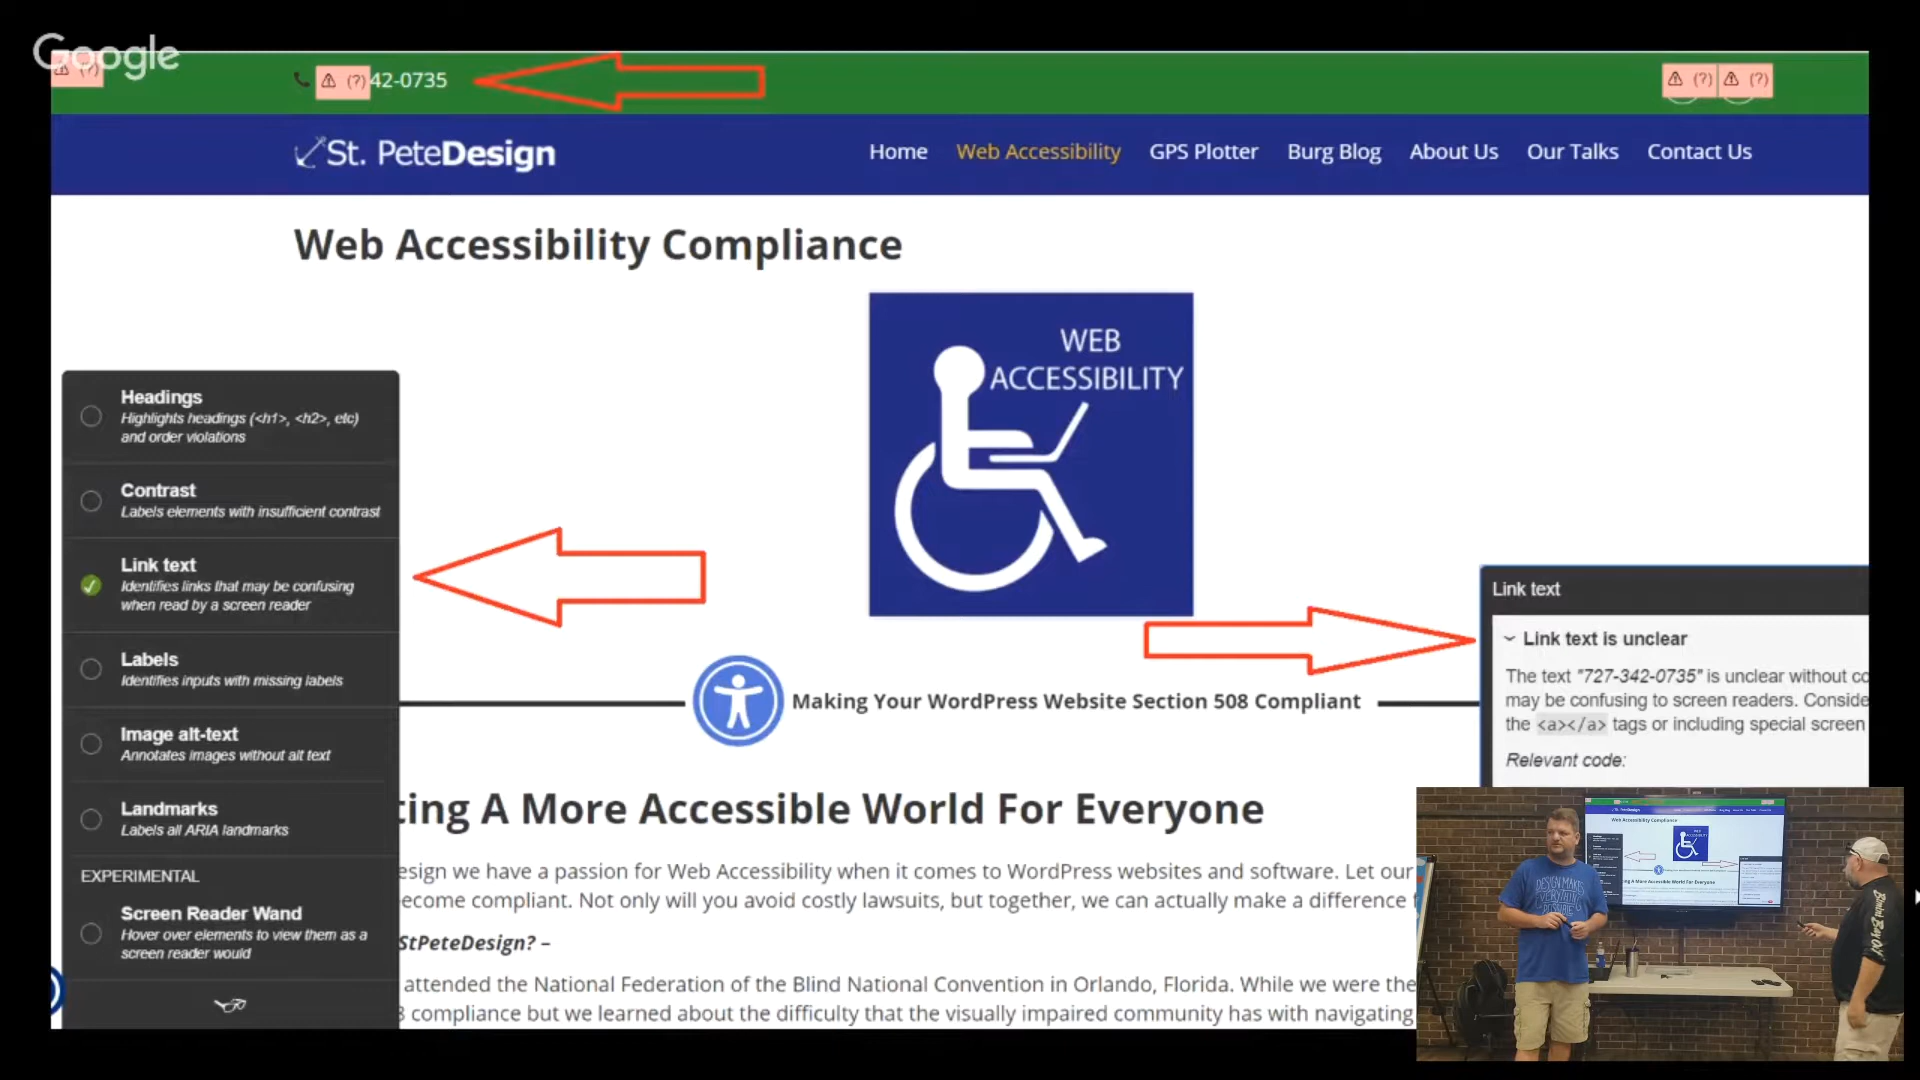 Google
(?)
(?) 42-0735
(?) (?)
St. PeteDesign
Home Web Accessibility GPS Plotter Burg Blog About Us Our Talks Contact Us
Web Accessibility Compliance
WEB
ACCESSIBILITY
Headings
Highlights headings (<h1>, <h2>, etc)
and order violations
Contrast
Labels elements with insufficient contrast
Link text
Identifies links that may be confusing
when read by a screen reader
Labels
Identifies inputs with missing labels
Image alt-text
Annotates images without alt text
Landmarks
Labels all ARIA landmarks
EXPERIMENTAL
Screen Reader Wand
Hover over elements to view them as a
screen reader would
Link text
Link text is unclear
The text "727-342-0735" is unclear without co
may be confusing to screen readers. Conside
the <a></a> tags or including special screen
Relevant code:
Making Your WordPress Website Section 508 Compliant
ting A More Accessible World For Everyone
esign we have a passion for Web Accessibility when it comes to WordPress websites and software. Let our
ecome compliant. Not only will you avoid costly lawsuits, but together, we can actually make a difference f
StPeteDesign? –
attended the National Federation of the Blind National Convention in Orlando, Florida. While we were the
8 compliance but we learned about the difficulty that the visually impaired community has with navigating
Web Accessibility Compliance
WEB
ACCESSIBILITY
DESIGN MAKES
EVERYTHING
POSSIBLE